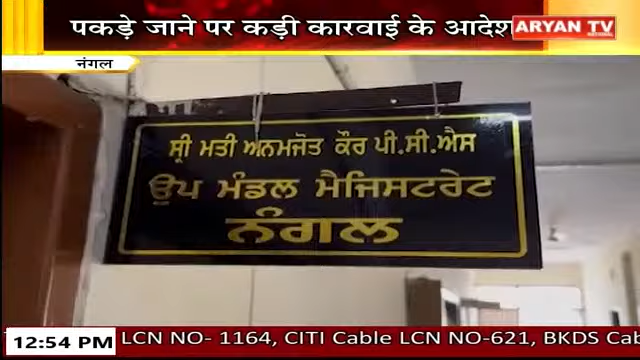 पकड़े जाने पर कड़ी कारवाई के आदेश
ARYAN TV
NATIONAL
नंगल
ਸ੍ਰੀ ਮਤੀ ਅਨਮਜੋਤ ਕੌਰ ਪੀ.ਸੀ.ਐਸ
ਉਪ ਮੰਡਲ ਮੈਜਿਸਟਰੇਟ
ਨੰਗਲ
12:54 PM LCN NO- 1164, CITI Cable LCN NO-621, BKDS Cab